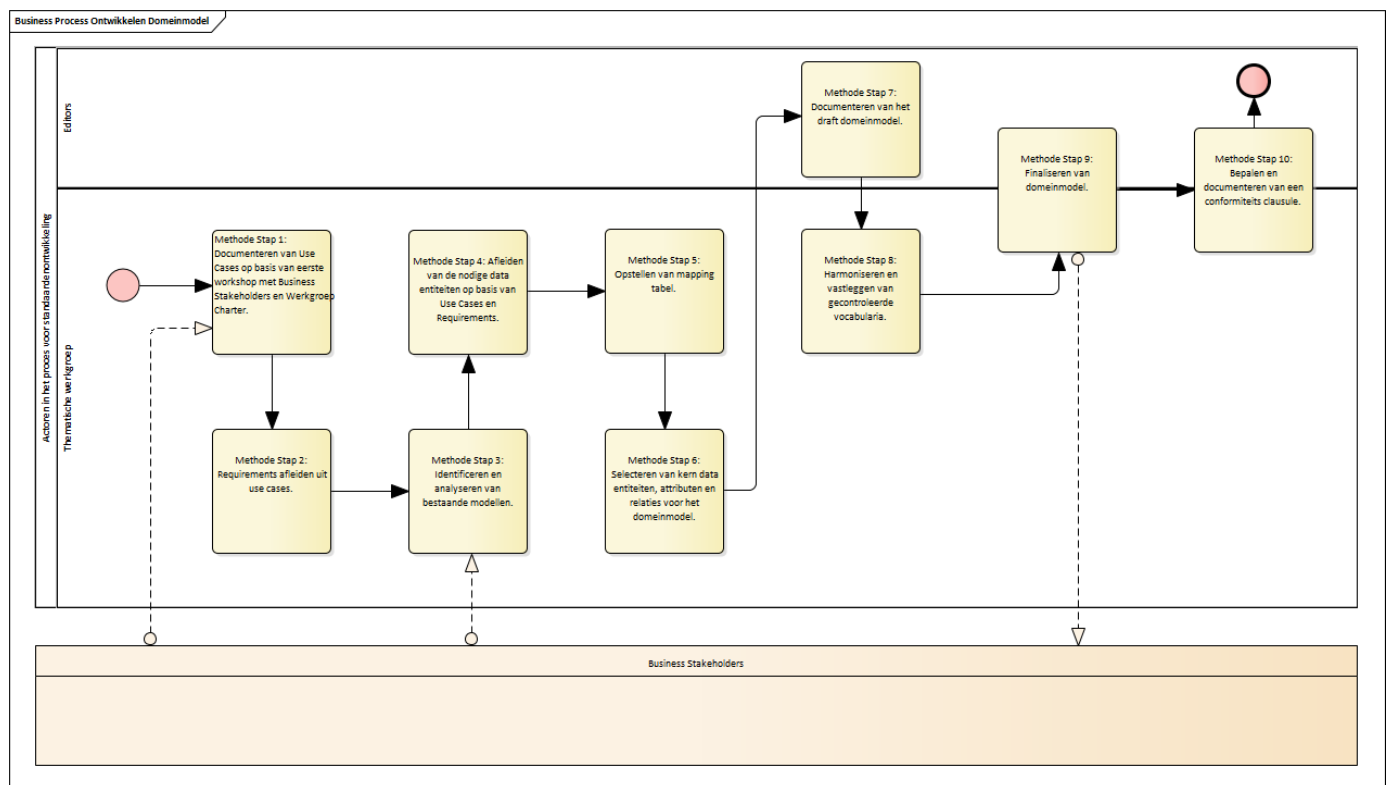 Business Process Ontwikkelen Domeinmodel
Actoren in het proces voor standaardenontwikkeling
Editors
Thematische werkgroep
Methode Stap 1:
Documenteren van Use
Cases op basis van eerste
workshop met Business
Stakeholders en Werkgroep
Charter.
Methode Stap 2:
Requirements afleiden uit
use cases.
Methode Stap 3:
Identificeren en
analyseren van
bestaande modellen.
Methode Stap 4: Afleiden
van de nodige data
entiteiten op basis van
Use Cases en
Requirements.
Methode Stap 5:
Opstellen van mapping
tabel.
Methode Stap 6:
Selecteren van kern data
entiteiten, attributen en
relaties voor het
domeinmodel.
Methode Stap 7:
Documenteren van het
draft domeinmodel.
Methode Stap 8:
Harmoniseren en
vastleggen van
gecontroleerde
vocabularia.
Methode Stap 9:
Finaliseren van
domeinmodel.
Methode Stap 10:
Bepalen en
documenteren van een
conformiteits clausule.
Business Stakeholders